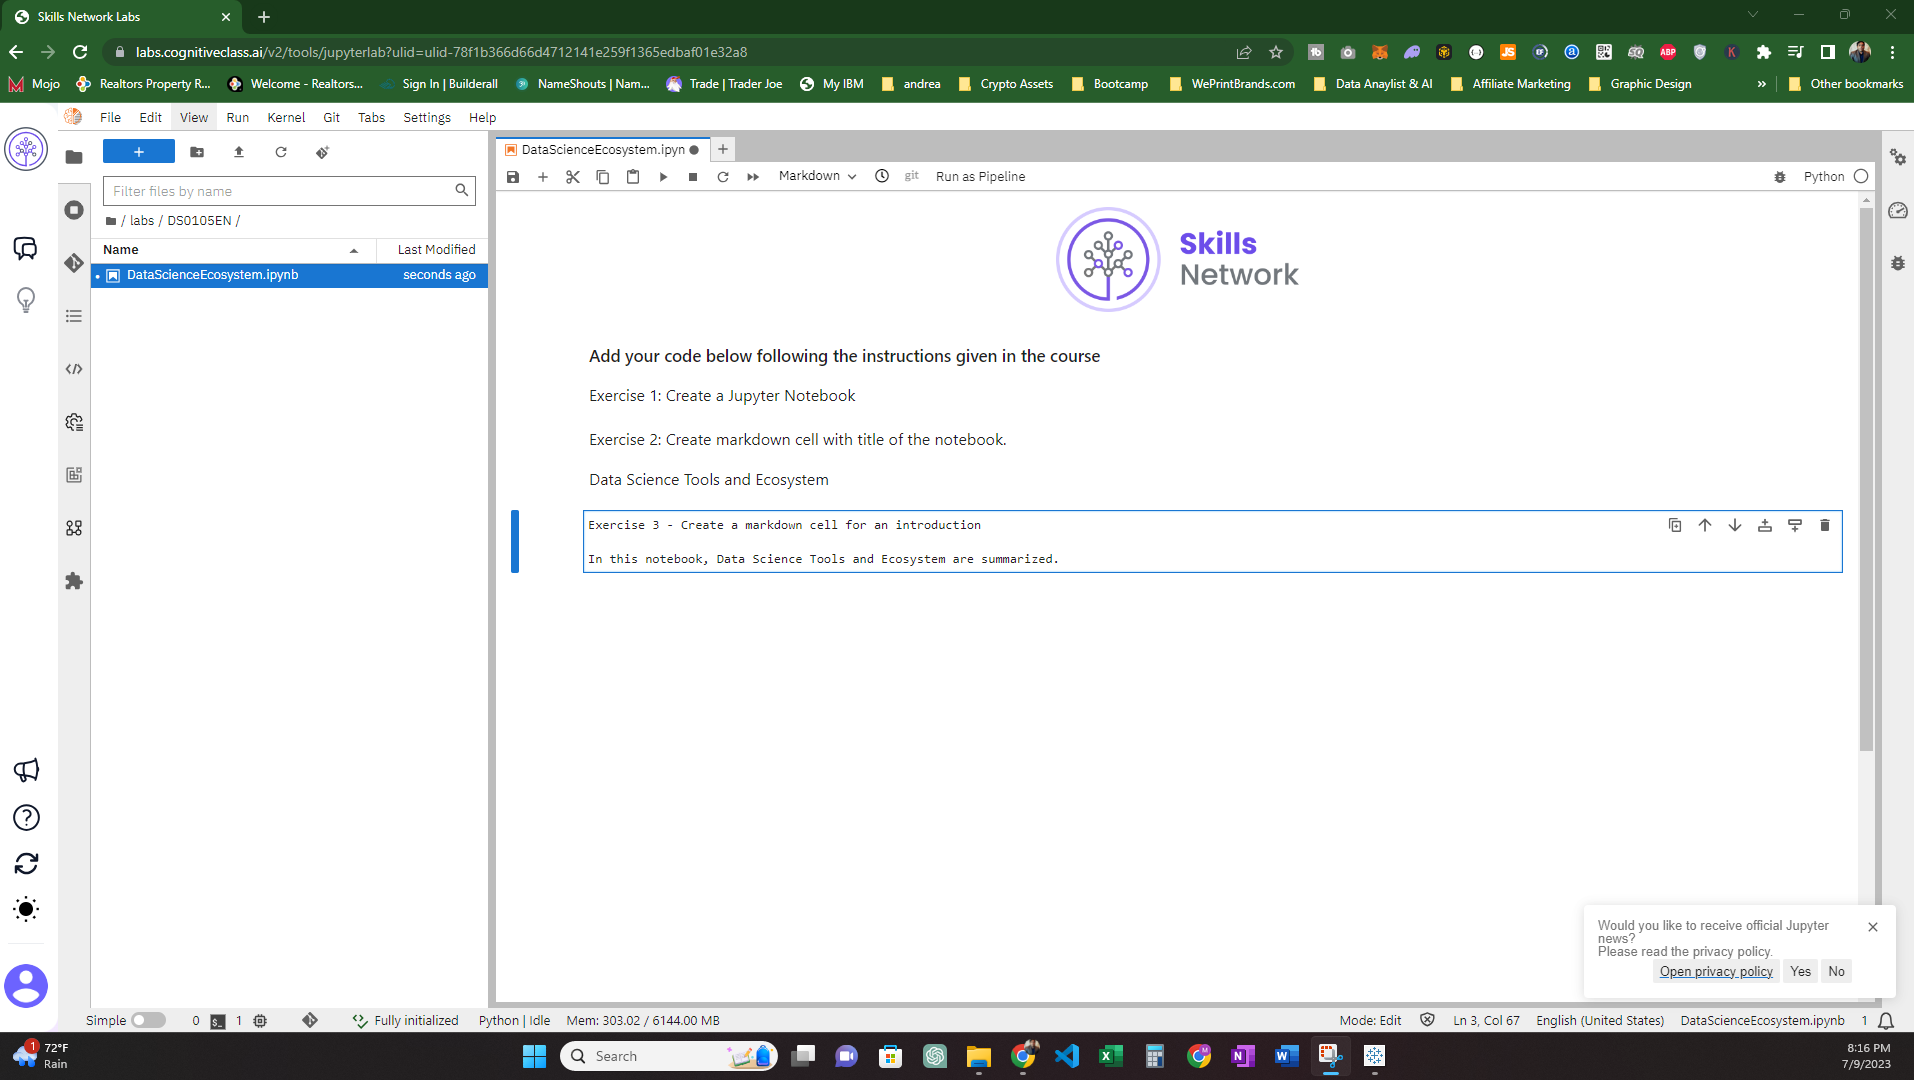 Skills Network Labs
labs.cognitiveclass.ai/v2/tools/jupyterlab?ulid=ulid-78f1b366d66d4712141e259f1365edbaf01e32a8
Mojo
Realtors Property R...
Welcome - Realtors...
Sign In | Builderall
NameShouts | Nam...
Trade | Trader Joe
My IBM
andrea
Crypto Assets
Bootcamp
WePrintBrands.com
Data Anaylist & AI
Affiliate Marketing
Graphic Design
»
Other bookmarks
File Edit View Run Kernel Git Tabs Settings Help
Filter files by name
/ labs / DS0105EN /
Name Last Modified
DataScienceEcosystem.ipynb seconds ago
DataScienceEcosystem.ipyn
Markdown
git
Run as Pipeline
Python
Skills
Network
Add your code below following the instructions given in the course
Exercise 1: Create a Jupyter Notebook
Exercise 2: Create markdown cell with title of the notebook.
Data Science Tools and Ecosystem
Exercise 3 - Create a markdown cell for an introduction
In this notebook, Data Science Tools and Ecosystem are summarized.
Would you like to receive official Jupyter
news?
Please read the privacy policy.
Open privacy policy Yes No
Simple 0 1 Fully initialized Python | Idle Mem: 303.02 / 6144.00 MB
Mode: Edit Ln 3, Col 67 English (United States) DataScienceEcosystem.ipynb 1
1
72°F
Rain
Search
8:16 PM
7/9/2023